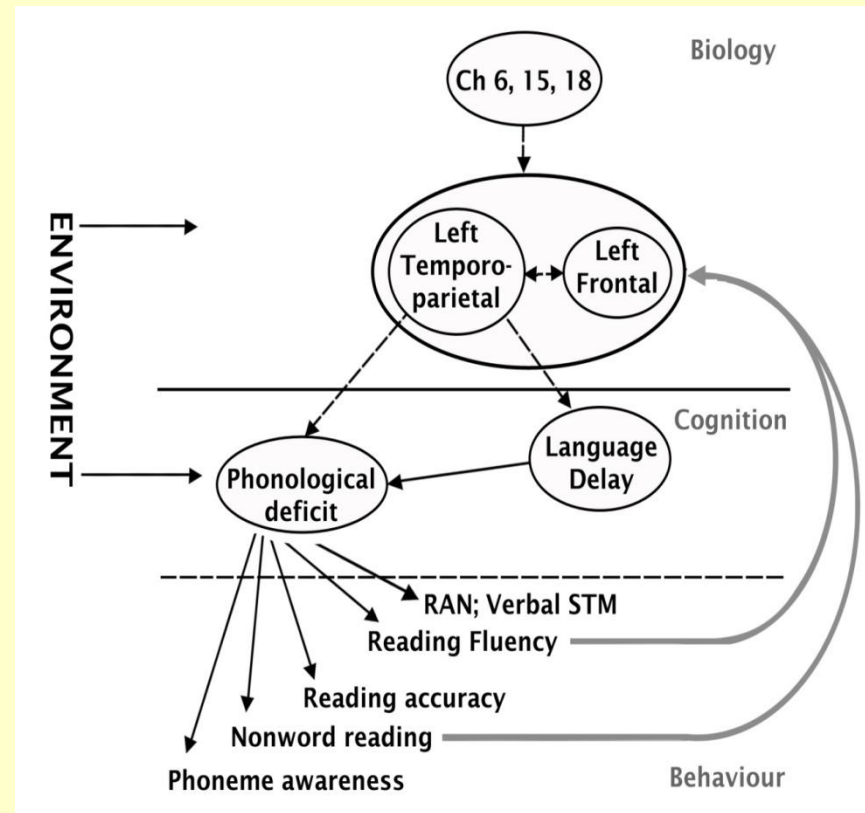 Biology
Ch 6, 15, 18
ENVIRONMENT
Left
Temporo-
parietal
Left
Frontal
Cognition
Phonological
deficit
Language
Delay
RAN; Verbal STM
Reading Fluency
Reading accuracy
Nonword reading
Phoneme awareness
Behaviour